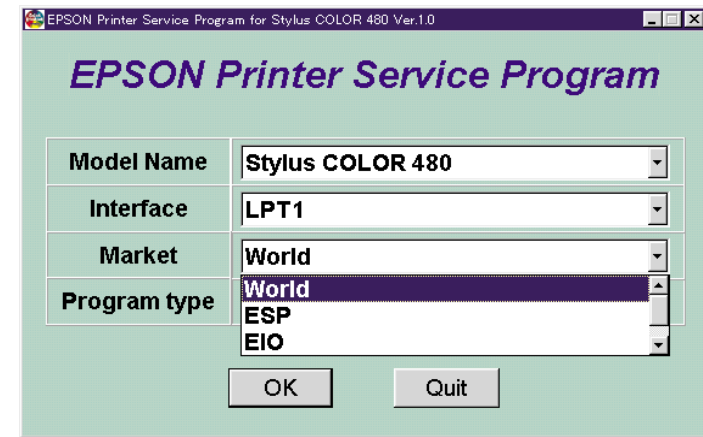 EPSON Printer Service Program for Stylus COLOR 480 Ver.1.0
EPSON Printer Service Program
Model Name Stylus COLOR 480
Interface LPT1
Market World
World
Program type
ESP
EIO
OK Quit